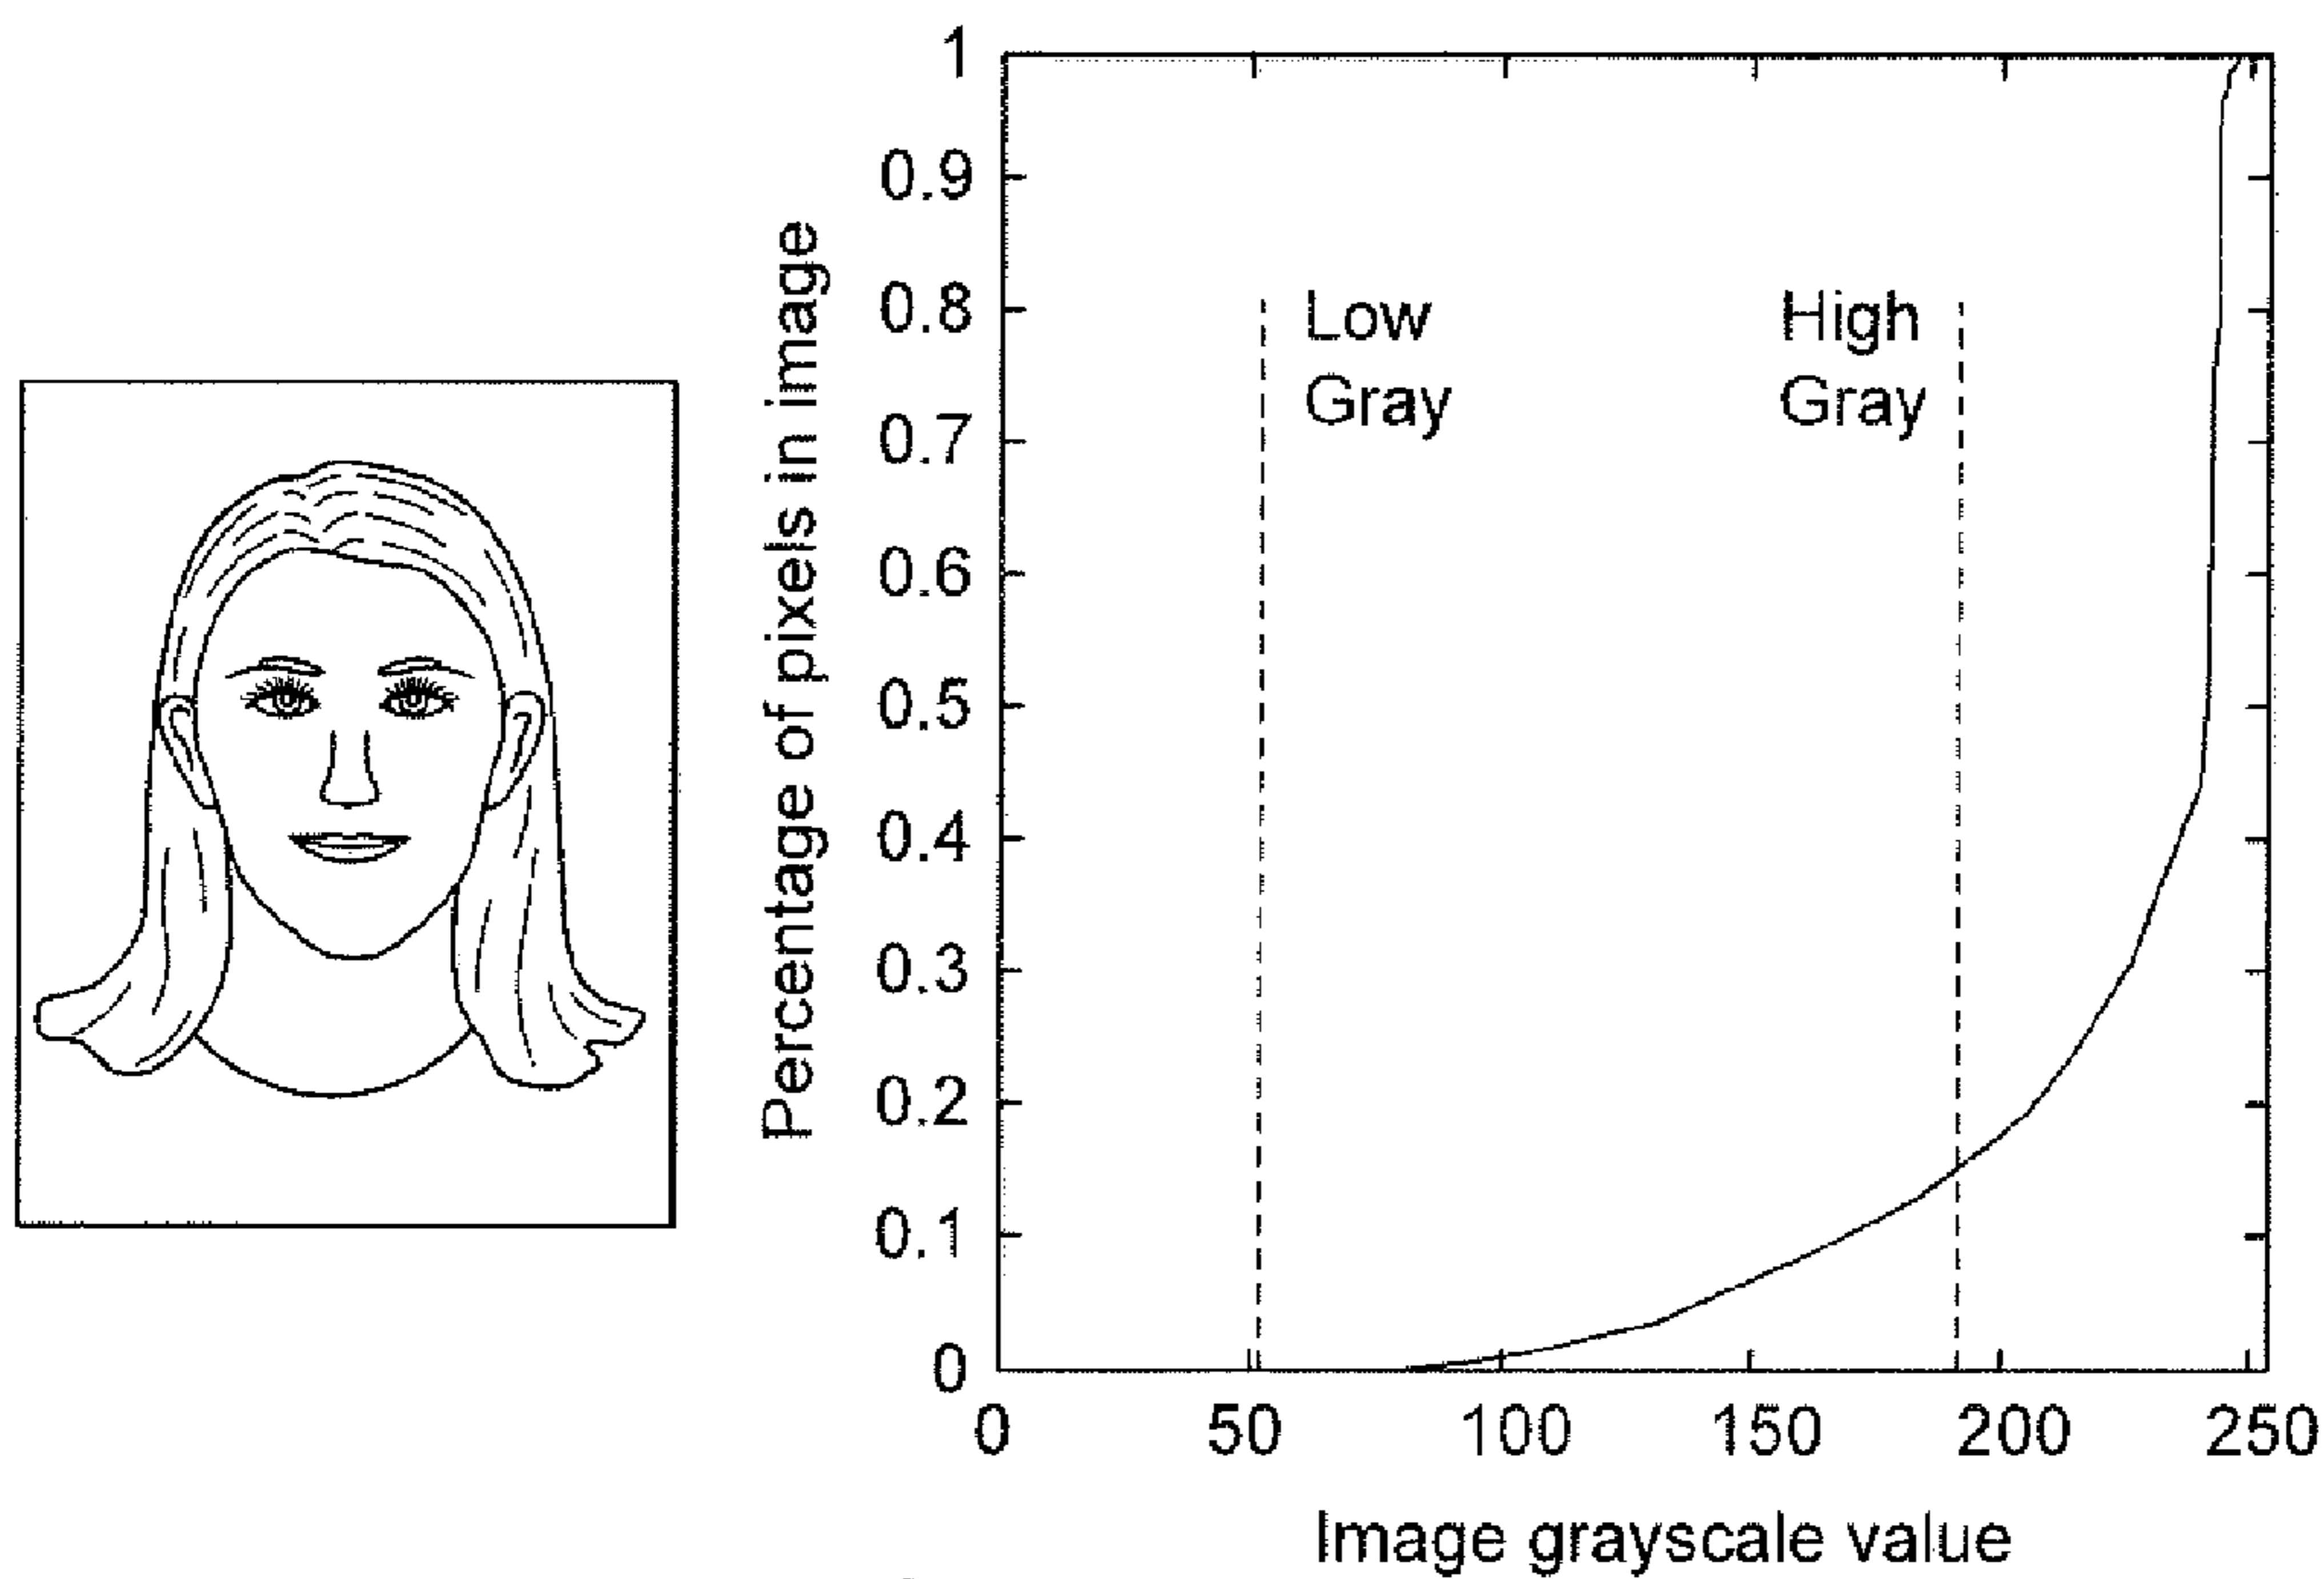 1
0.9
0.8
0.7
0.6
0.5
0.4
0.3
0.2
0.1
0
Percentage of pixels in image
Low
Gray
High
Gray
0 50 100 150 200 250
Image grayscale value